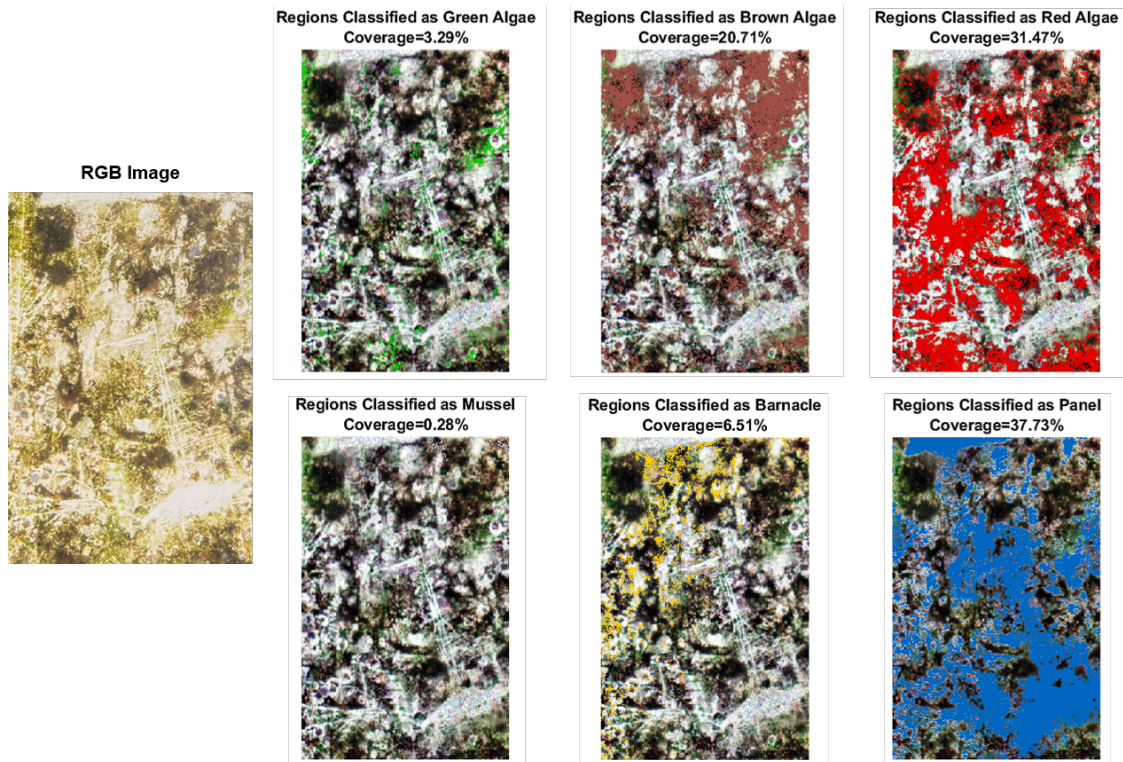 RGB Image
Regions Classified as Green Algae
Coverage=3.29%
Regions Classified as Brown Algae
Coverage=20.71%
Regions Classified as Red Algae
Coverage=31.47%
Regions Classified as Mussel
Coverage=0.28%
Regions Classified as Barnacle
Coverage=6.51%
Regions Classified as Panel
Coverage=37.73%